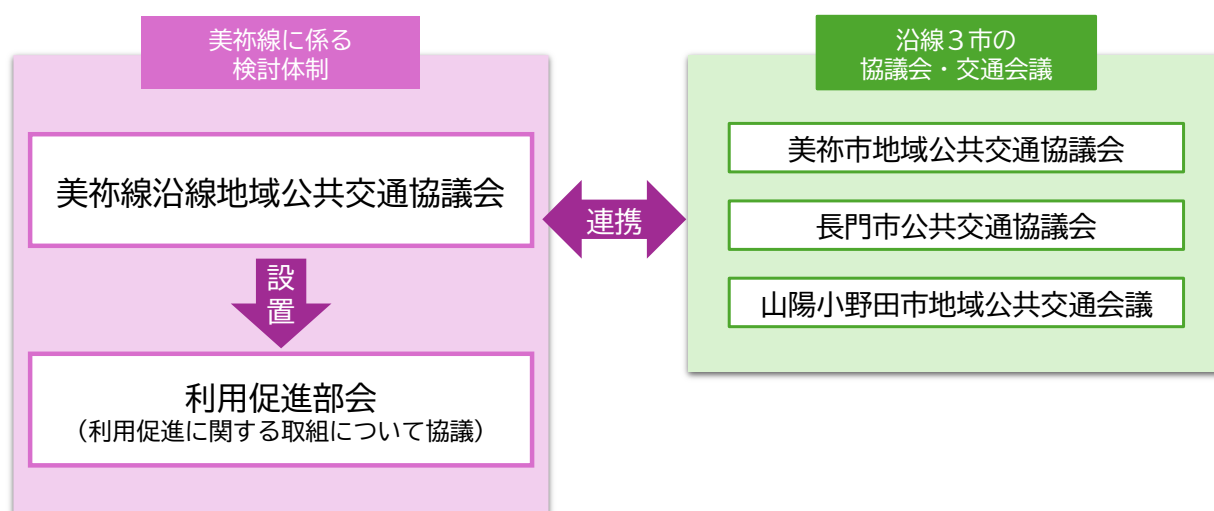 美祢線に係る
検討体制
美祢線沿線地域公共交通協議会
設
置
利用促進部会
（利用促進に関する取組について協議）
連携
沿線３市の
協議会・交通会議
美祢市地域公共交通協議会
長門市公共交通協議会
山陽小野田市地域公共交通会議